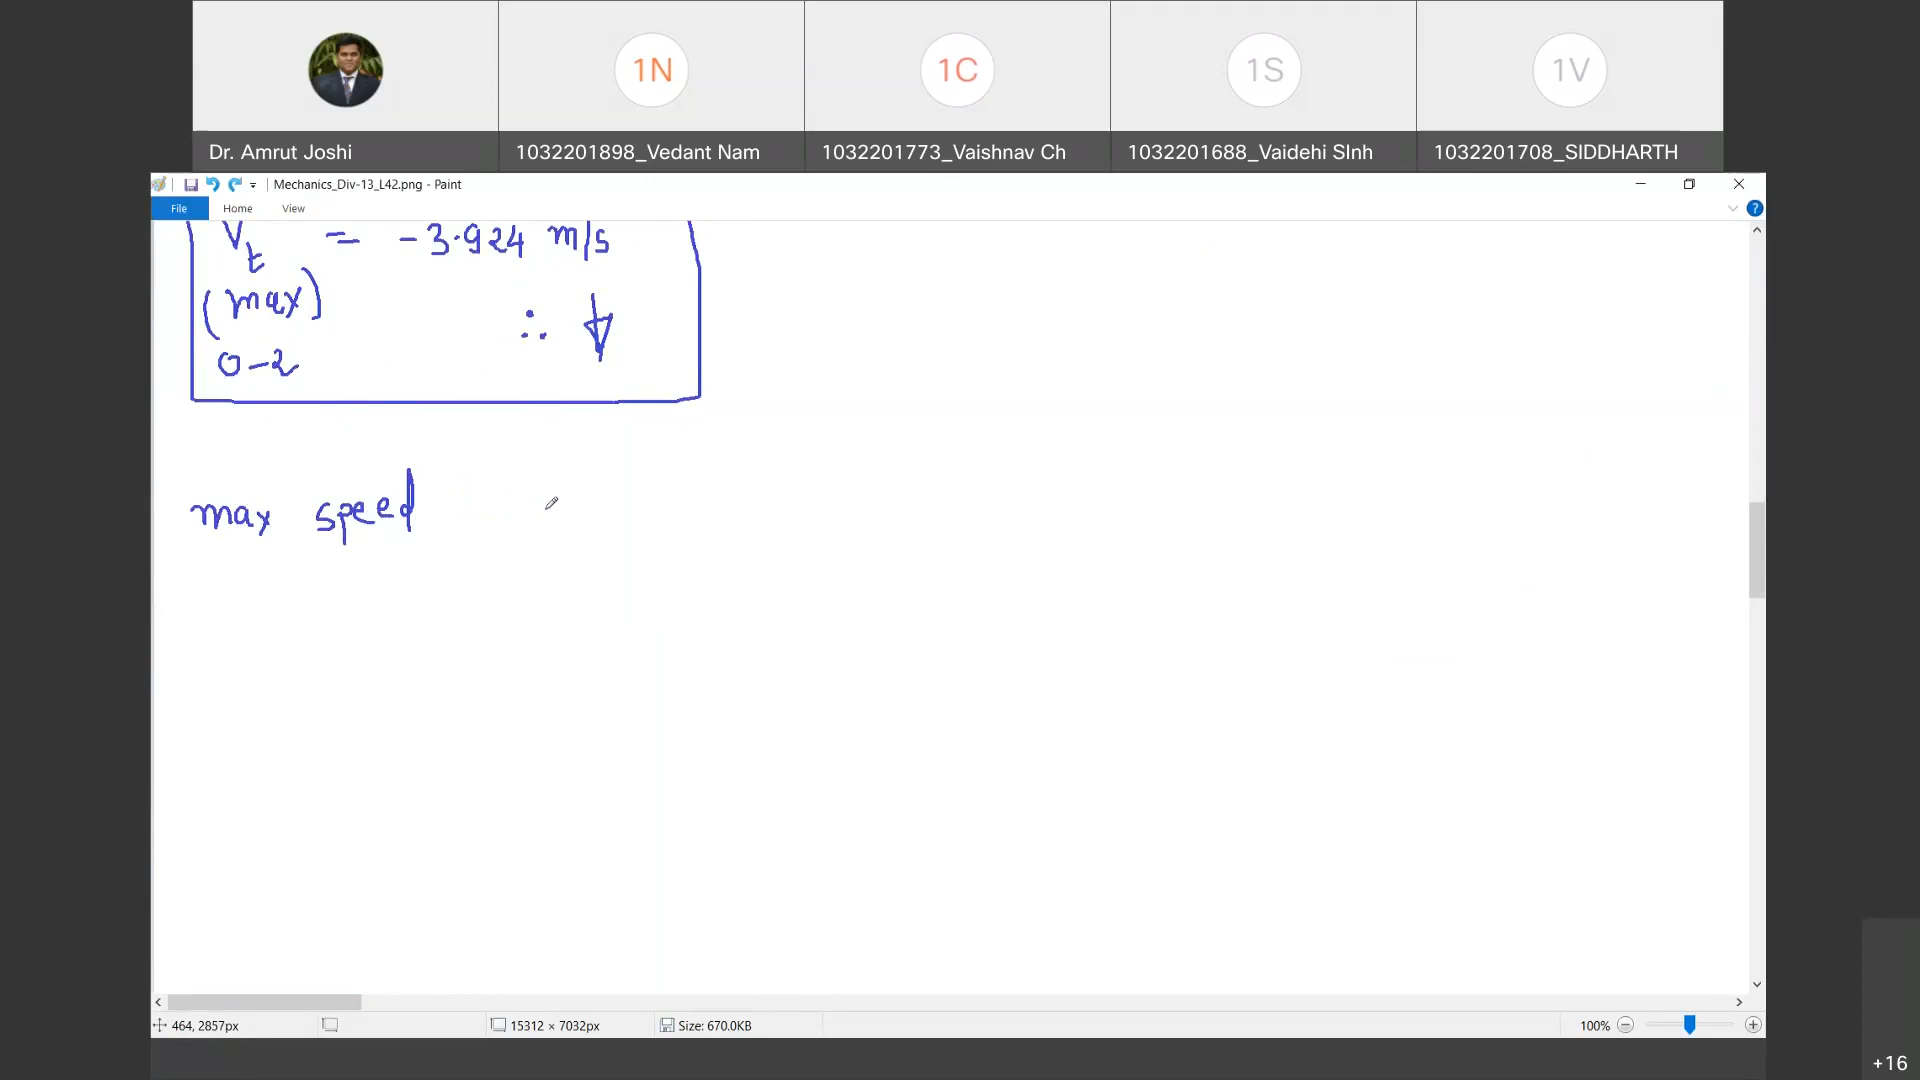 1N
1C
1S
1V
Dr. Amrut Joshi
1032201898_Vedant Nam
1032201773_Vaishnav Ch
1032201688_Vaidehi SInh
1032201708_SIDDHARTH
Mechanics_Div-13_L42.png - Paint
File Home View
Vt = -3.924 m/s
(max)
0-2 ∴ ↓
max speed
464, 2857px
15312 × 7032px
Size: 670.0KB
100%
+16